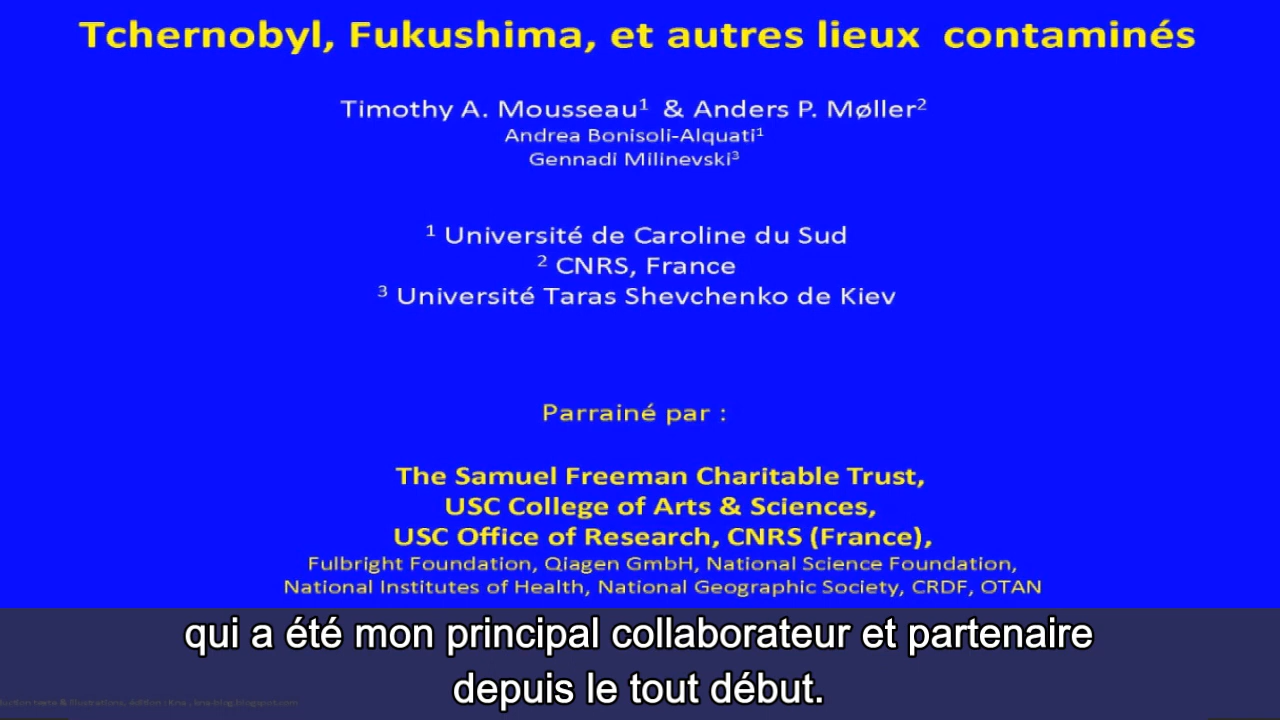 Tchernobyl, Fukushima, et autres lieux contaminés
Timothy A. Mousseau¹ & Anders P. Møller²
Andrea Bonisoli-Alquati¹
Gennadi Milinevski³
¹ Université de Caroline du Sud
² CNRS, France
³ Université Taras Shevchenko de Kiev
Parrainé par :
The Samuel Freeman Charitable Trust,
USC College of Arts & Sciences,
USC Office of Research, CNRS (France),
Fulbright Foundation, Qiagen GmbH, National Science Foundation,
National Institutes of Health, National Geographic Society, CRDF, OTAN
qui a été mon principal collaborateur et partenaire
depuis le tout début.